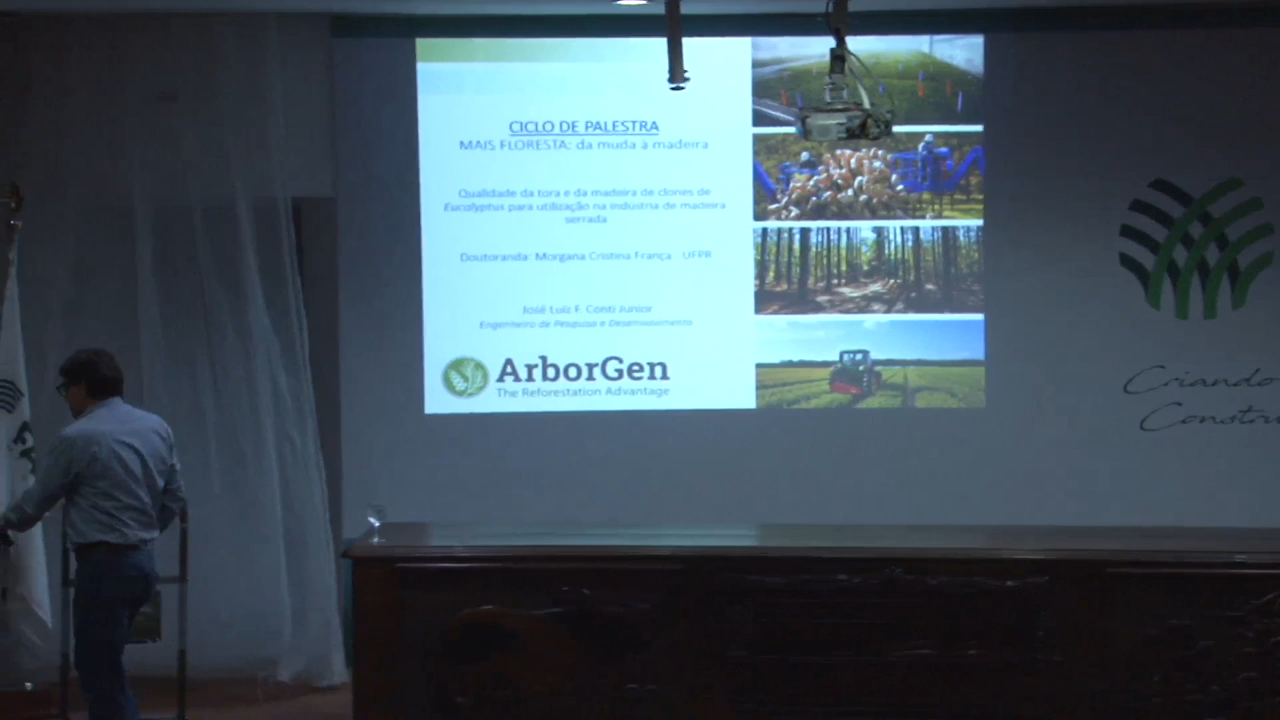 CICLO DE PALESTRA
MAIS FLORESTA: da muda à madeira
Qualidade da tora e da madeira de clones de
Eucalyptus para utilização na indústria de madeira
serrada
Doutoranda: Morgana Cristina França - UFPR
José Luiz F. Conti Junior
Engenheiro de Pesquisa e Desenvolvimento
ArborGen
The Reforestation Advantage
Criando
Constru